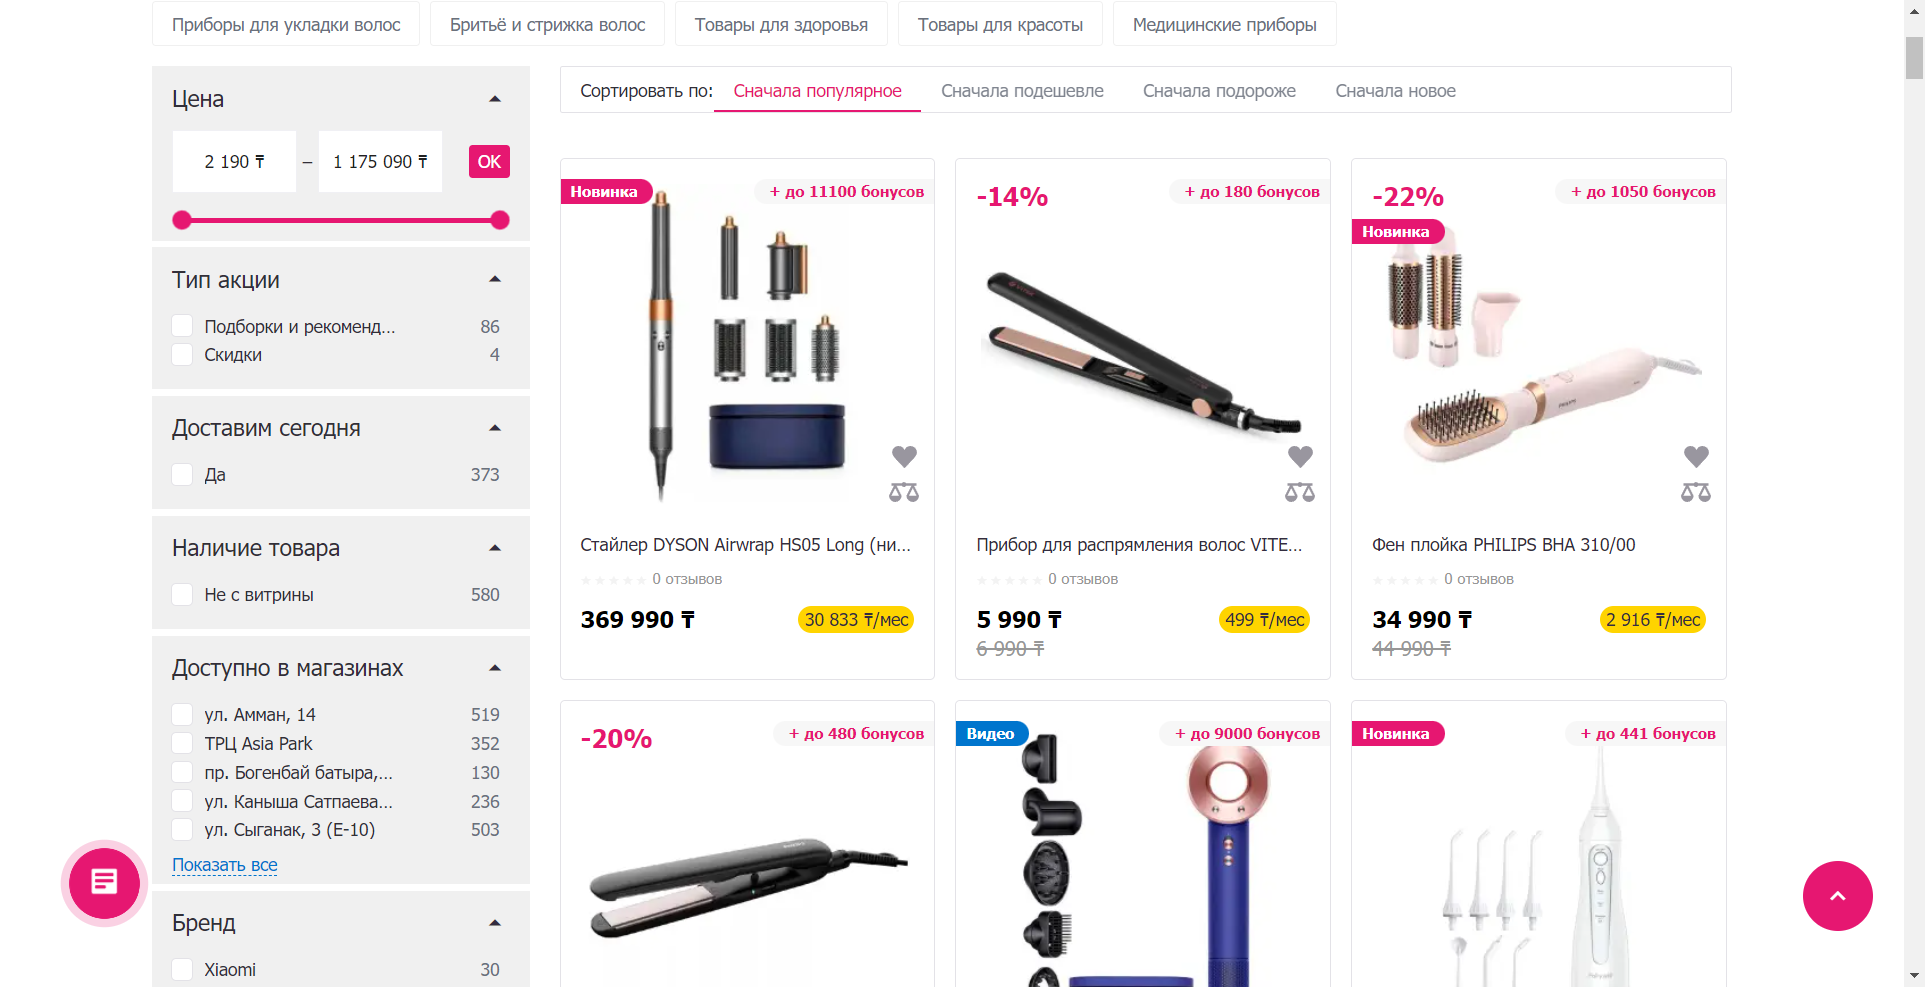 Приборы для укладки волос
Бритьё и стрижка волос
Товары для здоровья
Товары для красоты
Медицинские приборы
Цена
2 190 ₸ – 1 175 090 ₸ OK
Тип акции
Подборки и рекоменд... 86
Скидки 4
Доставим сегодня
Да 373
Наличие товара
Не с витрины 580
Доступно в магазинах
ул. Амман, 14 519
ТРЦ Asia Park 352
пр. Богенбай батыра,... 130
ул. Каныша Сатпаева... 236
ул. Сыганак, 3 (Е-10) 503
Показать все
Бренд
Xiaomi 30
Сортировать по: Сначала популярное Сначала подешевле Сначала подороже Сначала новое
Новинка
+ до 11100 бонусов
Стайлер DYSON Airwrap HS05 Long (ни...
0 отзывов
369 990 ₸ 30 833 ₸/мес
-14%
+ до 180 бонусов
Прибор для распрямления волос VITE...
0 отзывов
5 990 ₸ 499 ₸/мес
6 990 ₸
-22%
+ до 1050 бонусов
Новинка
PHILIPS
Фен плойка PHILIPS BHA 310/00
0 отзывов
34 990 ₸ 2 916 ₸/мес
44 990 ₸
-20%
+ до 480 бонусов
Видео
+ до 9000 бонусов
Новинка
+ до 441 бонусов